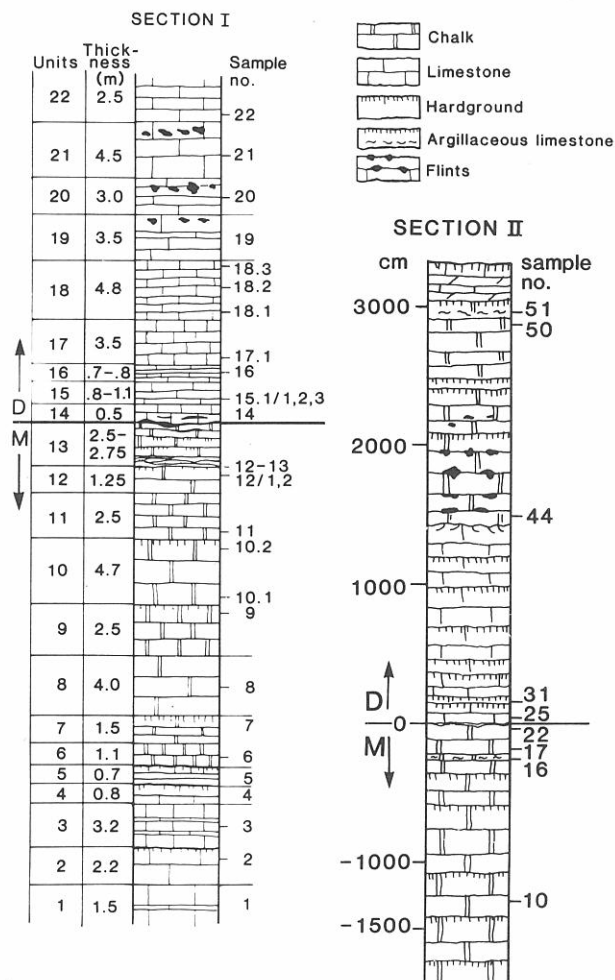 SECTION I
Units Thick-ness (m) Sample no.
22 2.5 22
21 4.5 21
20 3.0 20
19 3.5 19
18 4.8 18.3
18.2
18.1
17 3.5 17.1
16 .7-.8 16
15 .8-1.1 15.1/1,2,3
D 14 0.5 14
M 13 2.5-2.75 12-13
12 1.25 12/1,2
11 2.5 11
10 4.7 10.2
10.1
9 2.5 9
8 4.0 8
7 1.5 7
6 1.1 6
5 0.7 5
4 0.8 4
3 3.2 3
2 2.2 2
1 1.5 1
Chalk
Limestone
Hardground
Argillaceous limestone
Flints
SECTION II
cm sample no.
3000 51
50
2000
44
1000
D 31
25
0
M 22
17
16
-1000
10
-1500